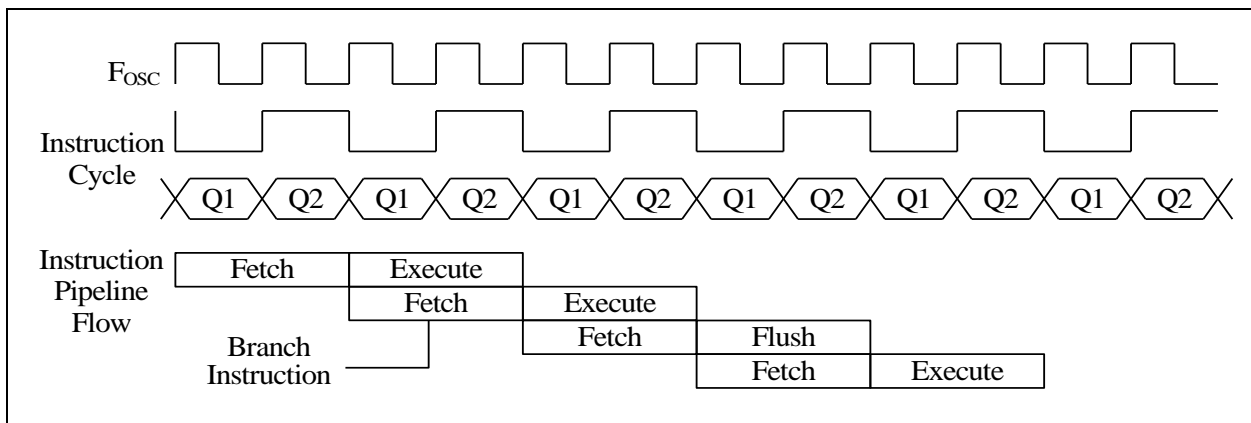 FOSC
Instruction
Cycle
Q1 Q2 Q1 Q2 Q1 Q2 Q1 Q2 Q1 Q2 Q1 Q2
Instruction
Pipeline
Flow
Fetch Execute
Fetch Execute
Fetch Flush
Fetch Execute
Branch
Instruction